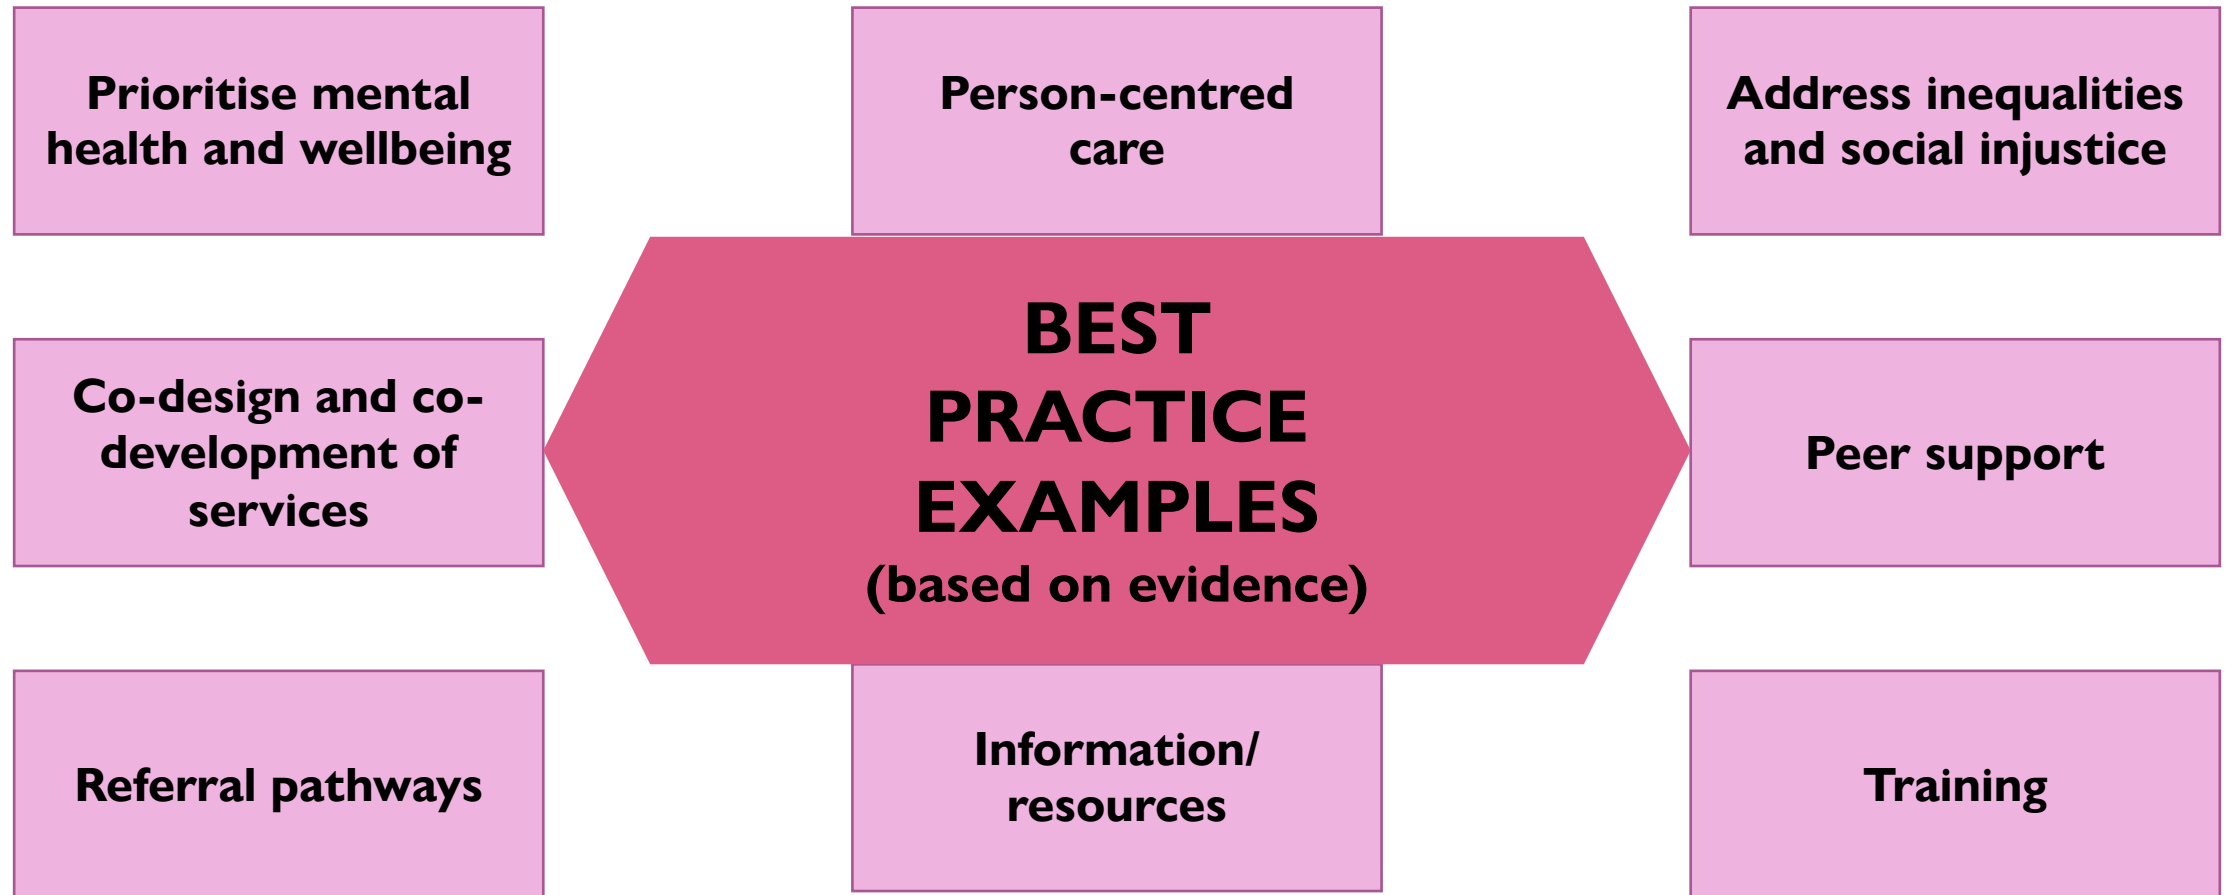 Prioritise mental
health and wellbeing
Person-centred
care
Address inequalities
and social injustice
Co-design and co-
development of
services
BEST
PRACTICE
EXAMPLES
(based on evidence)
Peer support
Referral pathways
Information/
resources
Training